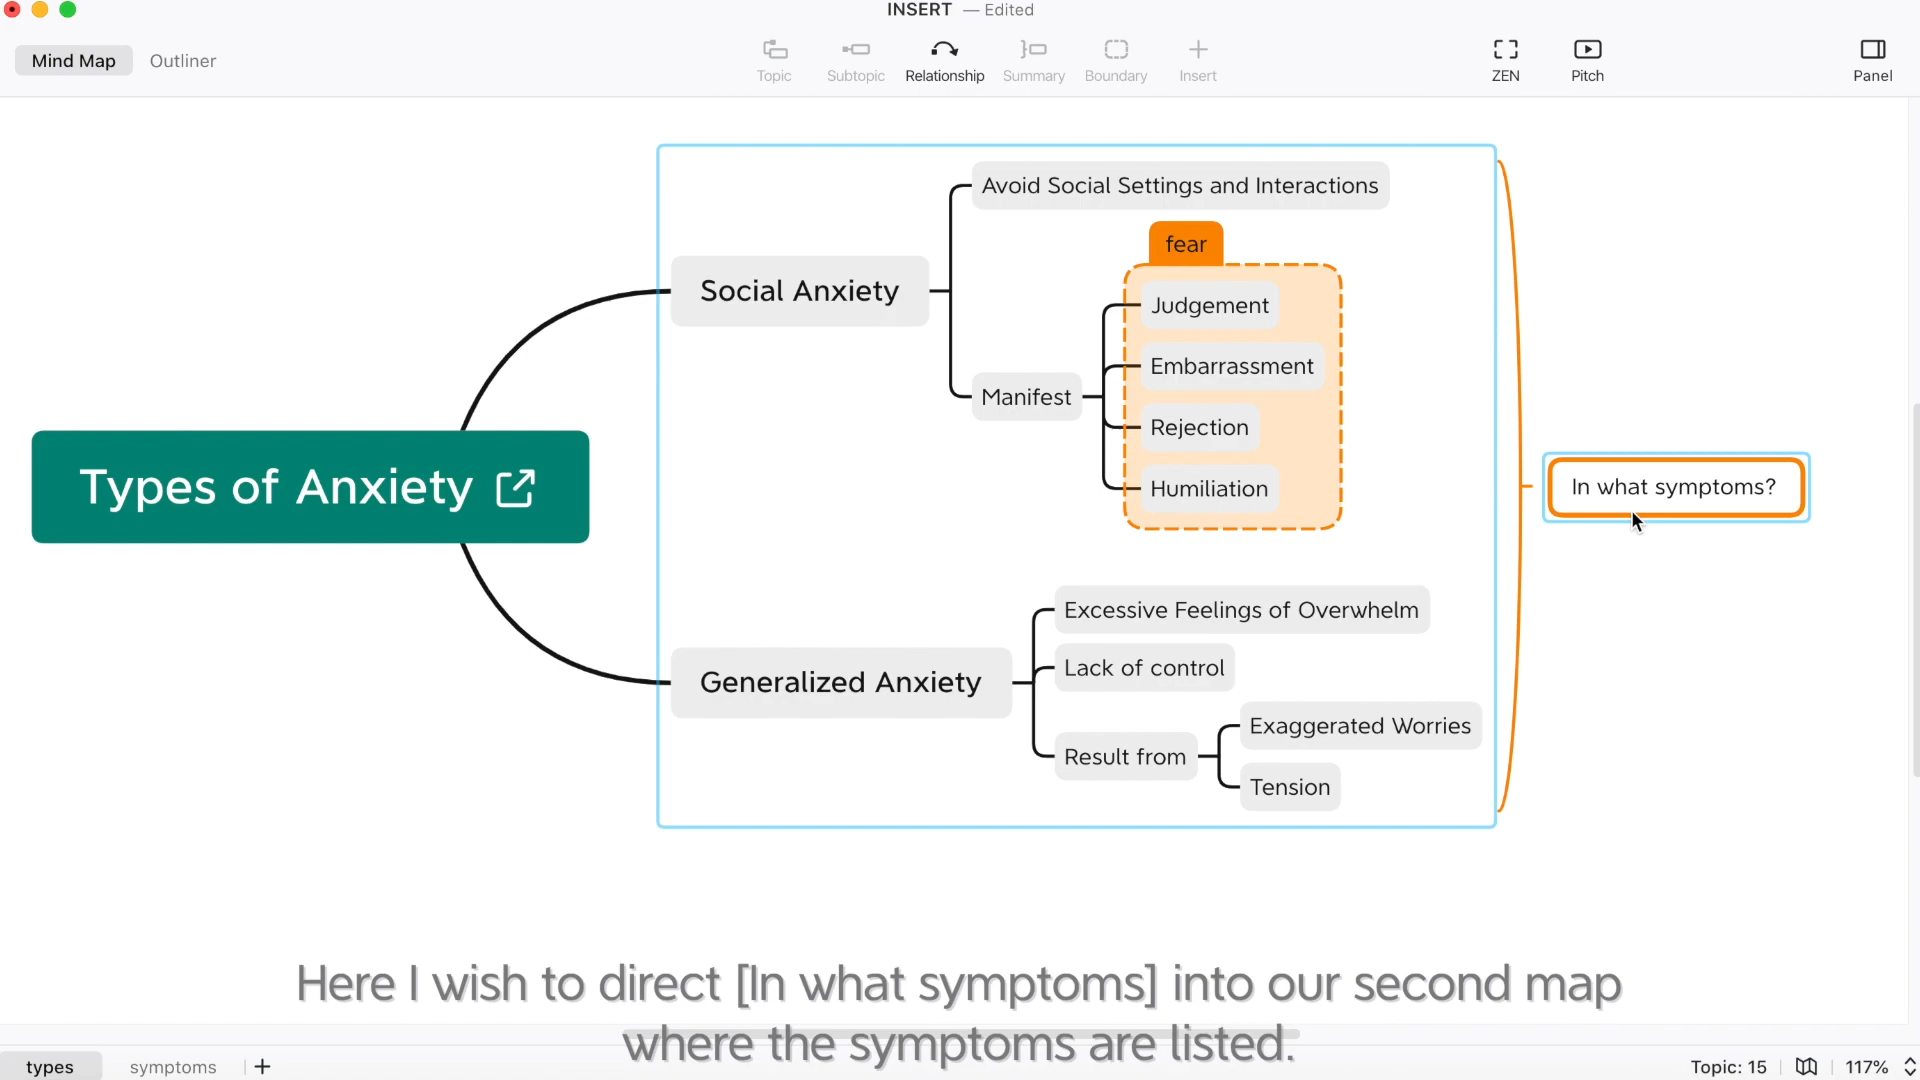 INSERT — Edited
Mind Map
Outliner
Topic
Subtopic
Relationship
Summary
Boundary
Insert
ZEN
Pitch
Panel
Avoid Social Settings and Interactions
fear
Social Anxiety
Judgement
Embarrassment
Manifest
Rejection
Humiliation
Types of Anxiety
In what symptoms?
Excessive Feelings of Overwhelm
Lack of control
Generalized Anxiety
Exaggerated Worries
Result from
Tension
Here I wish to direct [In what symptoms] into our second map
where the symptoms are listed.
types
symptoms
Topic: 15
117%